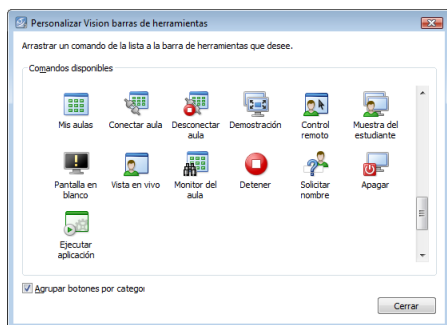 Personalizar Vision barras de herramientas
Arrastrar un comando de la lista a la barra de herramientas que desee.
Comandos disponibles
Mis aulas
Conectar aula
Desconectar
aula
Demostración
Control
remoto
Muestra del
estudiante
Pantalla en
blanco
Vista en vivo
Monitor del
aula
Detener
Solicitar
nombre
Apagar
Ejecutar
aplicación
Agrupar botones por catego
Cerrar